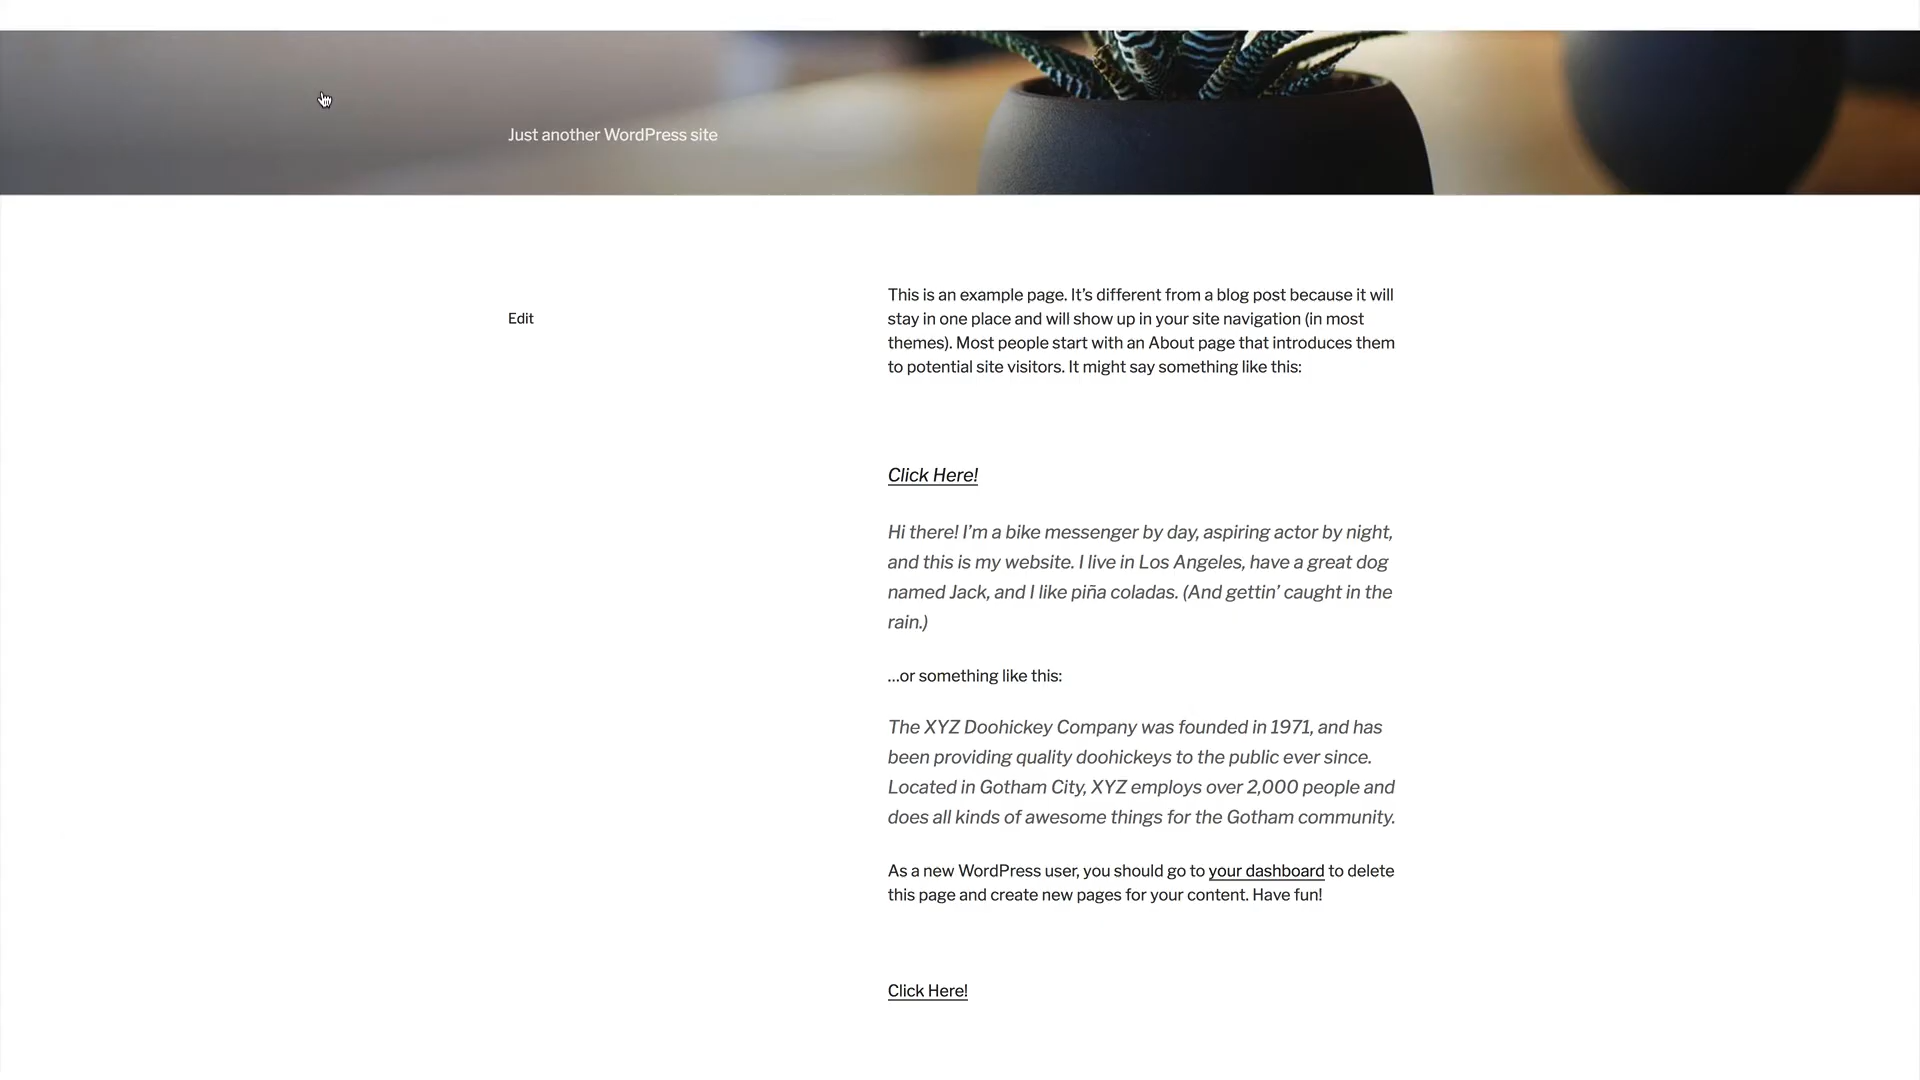 Just another WordPress site
Edit
This is an example page. It’s different from a blog post because it will
stay in one place and will show up in your site navigation (in most
themes). Most people start with an About page that introduces them
to potential site visitors. It might say something like this:
Click Here!
Hi there! I’m a bike messenger by day, aspiring actor by night,
and this is my website. I live in Los Angeles, have a great dog
named Jack, and I like piña coladas. (And gettin’ caught in the
rain.)
…or something like this:
The XYZ Doohickey Company was founded in 1971, and has
been providing quality doohickeys to the public ever since.
Located in Gotham City, XYZ employs over 2,000 people and
does all kinds of awesome things for the Gotham community.
As a new WordPress user, you should go to your dashboard to delete
this page and create new pages for your content. Have fun!
Click Here!